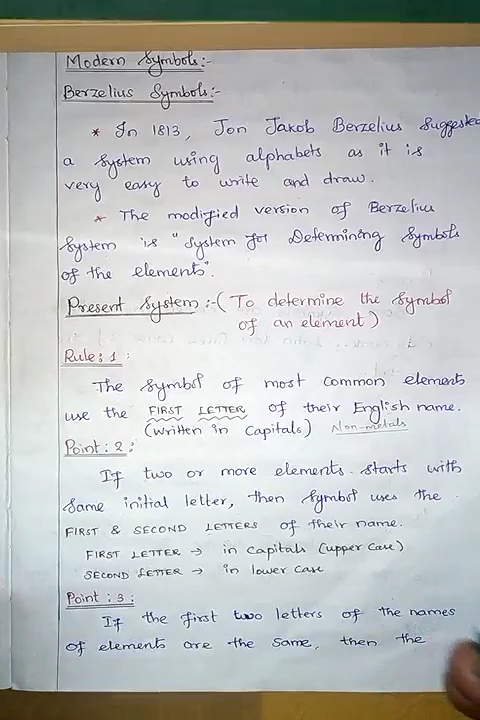 Modern Symbols:-
Berzelius Symbols:-
* In 1813, Jon Jakob Berzelius Suggested
a System using alphabets as it is
very easy to write and draw.
* The modified version of Berzelius
System is "System for Determining Symbols
of the elements".
Present System:- (To determine the Symbol
of an element)
Rule: 1:
The Symbol of most common elements
use the FIRST LETTER of their English name.
(written in Capitals) Non-metals
Point: 2:
If two or more elements. Starts with
Same initial letter, then Symbol uses the
FIRST & SECOND LETTERS of their name.
FIRST LETTER → in Capitals (upper Case)
SECOND LETTER → in lower Case
Point: 3:
If the first two letters of the names
of elements are the same, then the